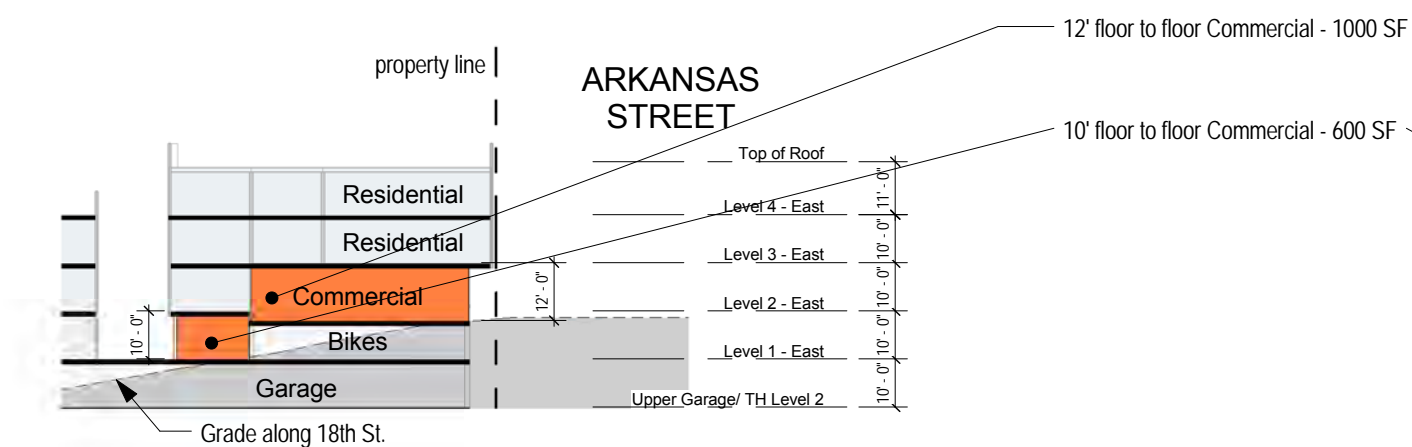 12' floor to floor Commercial - 1000 SF
property line
ARKANSAS
STREET
10' floor to floor Commercial - 600 SF
Top of Roof
11' - 0"
Residential
Level 4 - East
10' - 0"
Residential
Level 3 - East
10' - 0"
12' - 0"
Commercial
Level 2 - East
10' - 0"
10' - 0"
Bikes
Level 1 - East
10' - 0"
Garage
Upper Garage/ TH Level 2
Grade along 18th St.